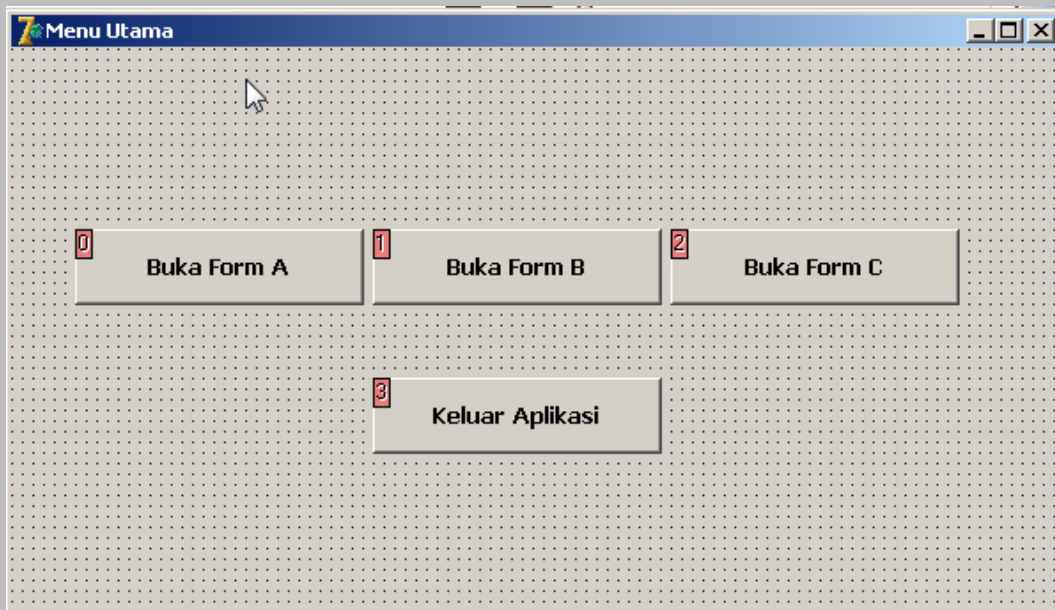 Menu Utama
0
Buka Form A
1
Buka Form B
2
Buka Form C
3
Keluar Aplikasi